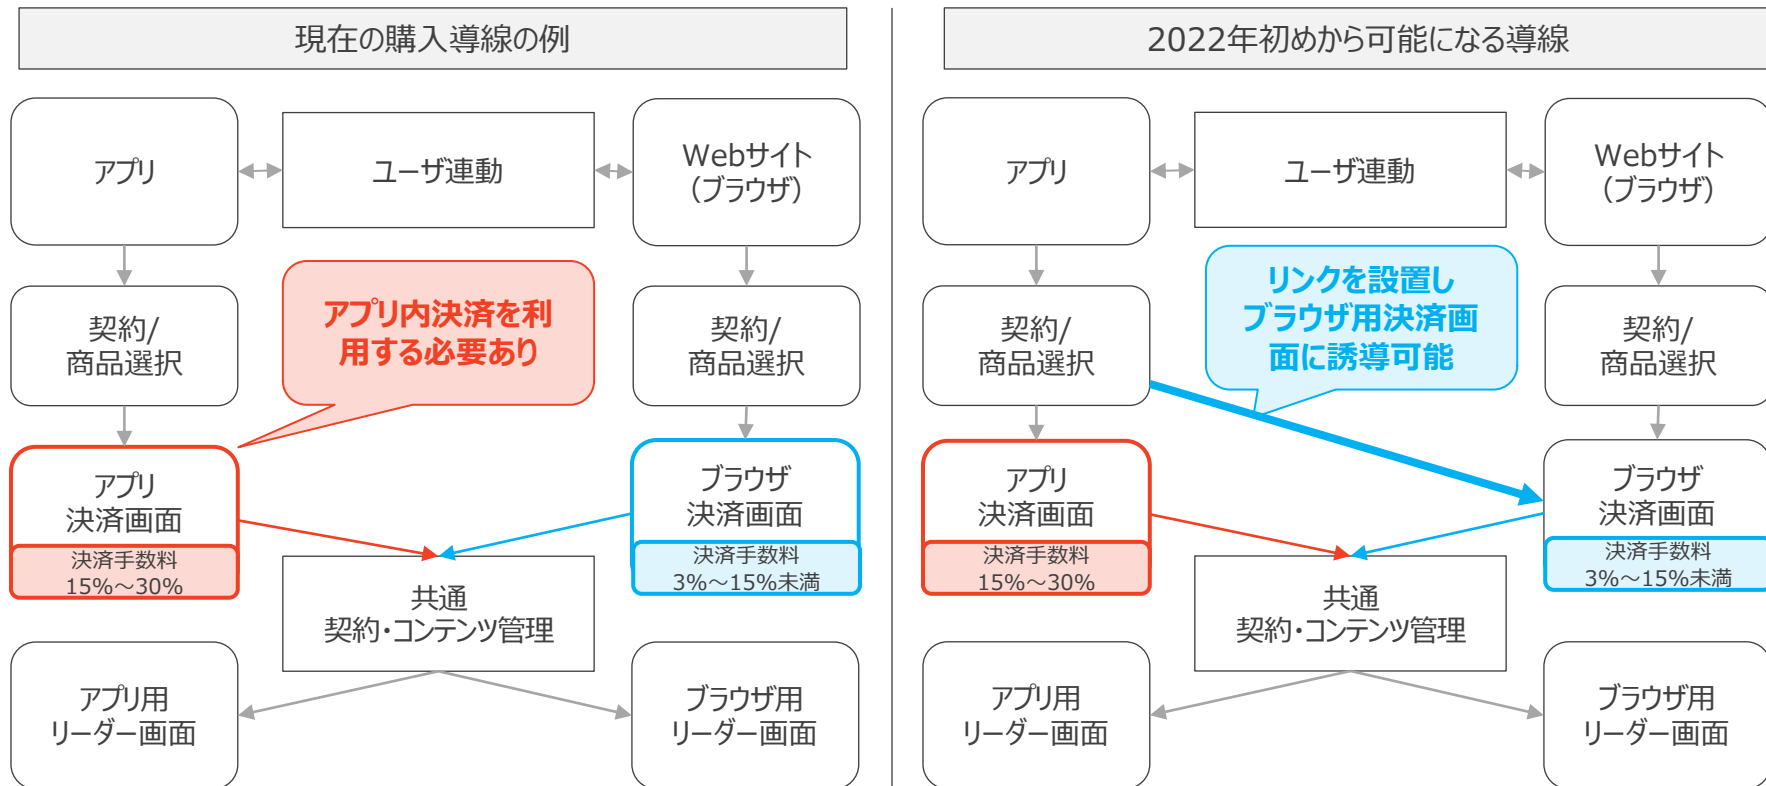 現在の購入導線の例
アプリ
ユーザ連動
Webサイト
（ブラウザ）
契約/
商品選択
アプリ内決済を利
用する必要あり
契約/
商品選択
アプリ
決済画面
決済手数料
15%～30%
ブラウザ
決済画面
決済手数料
3%～15%未満
共通
契約・コンテンツ管理
アプリ用
リーダー画面
ブラウザ用
リーダー画面
2022年初めから可能になる導線
アプリ
ユーザ連動
Webサイト
（ブラウザ）
契約/
商品選択
リンクを設置し
ブラウザ用決済画
面に誘導可能
契約/
商品選択
アプリ
決済画面
決済手数料
15%～30%
ブラウザ
決済画面
決済手数料
3%～15%未満
共通
契約・コンテンツ管理
アプリ用
リーダー画面
ブラウザ用
リーダー画面